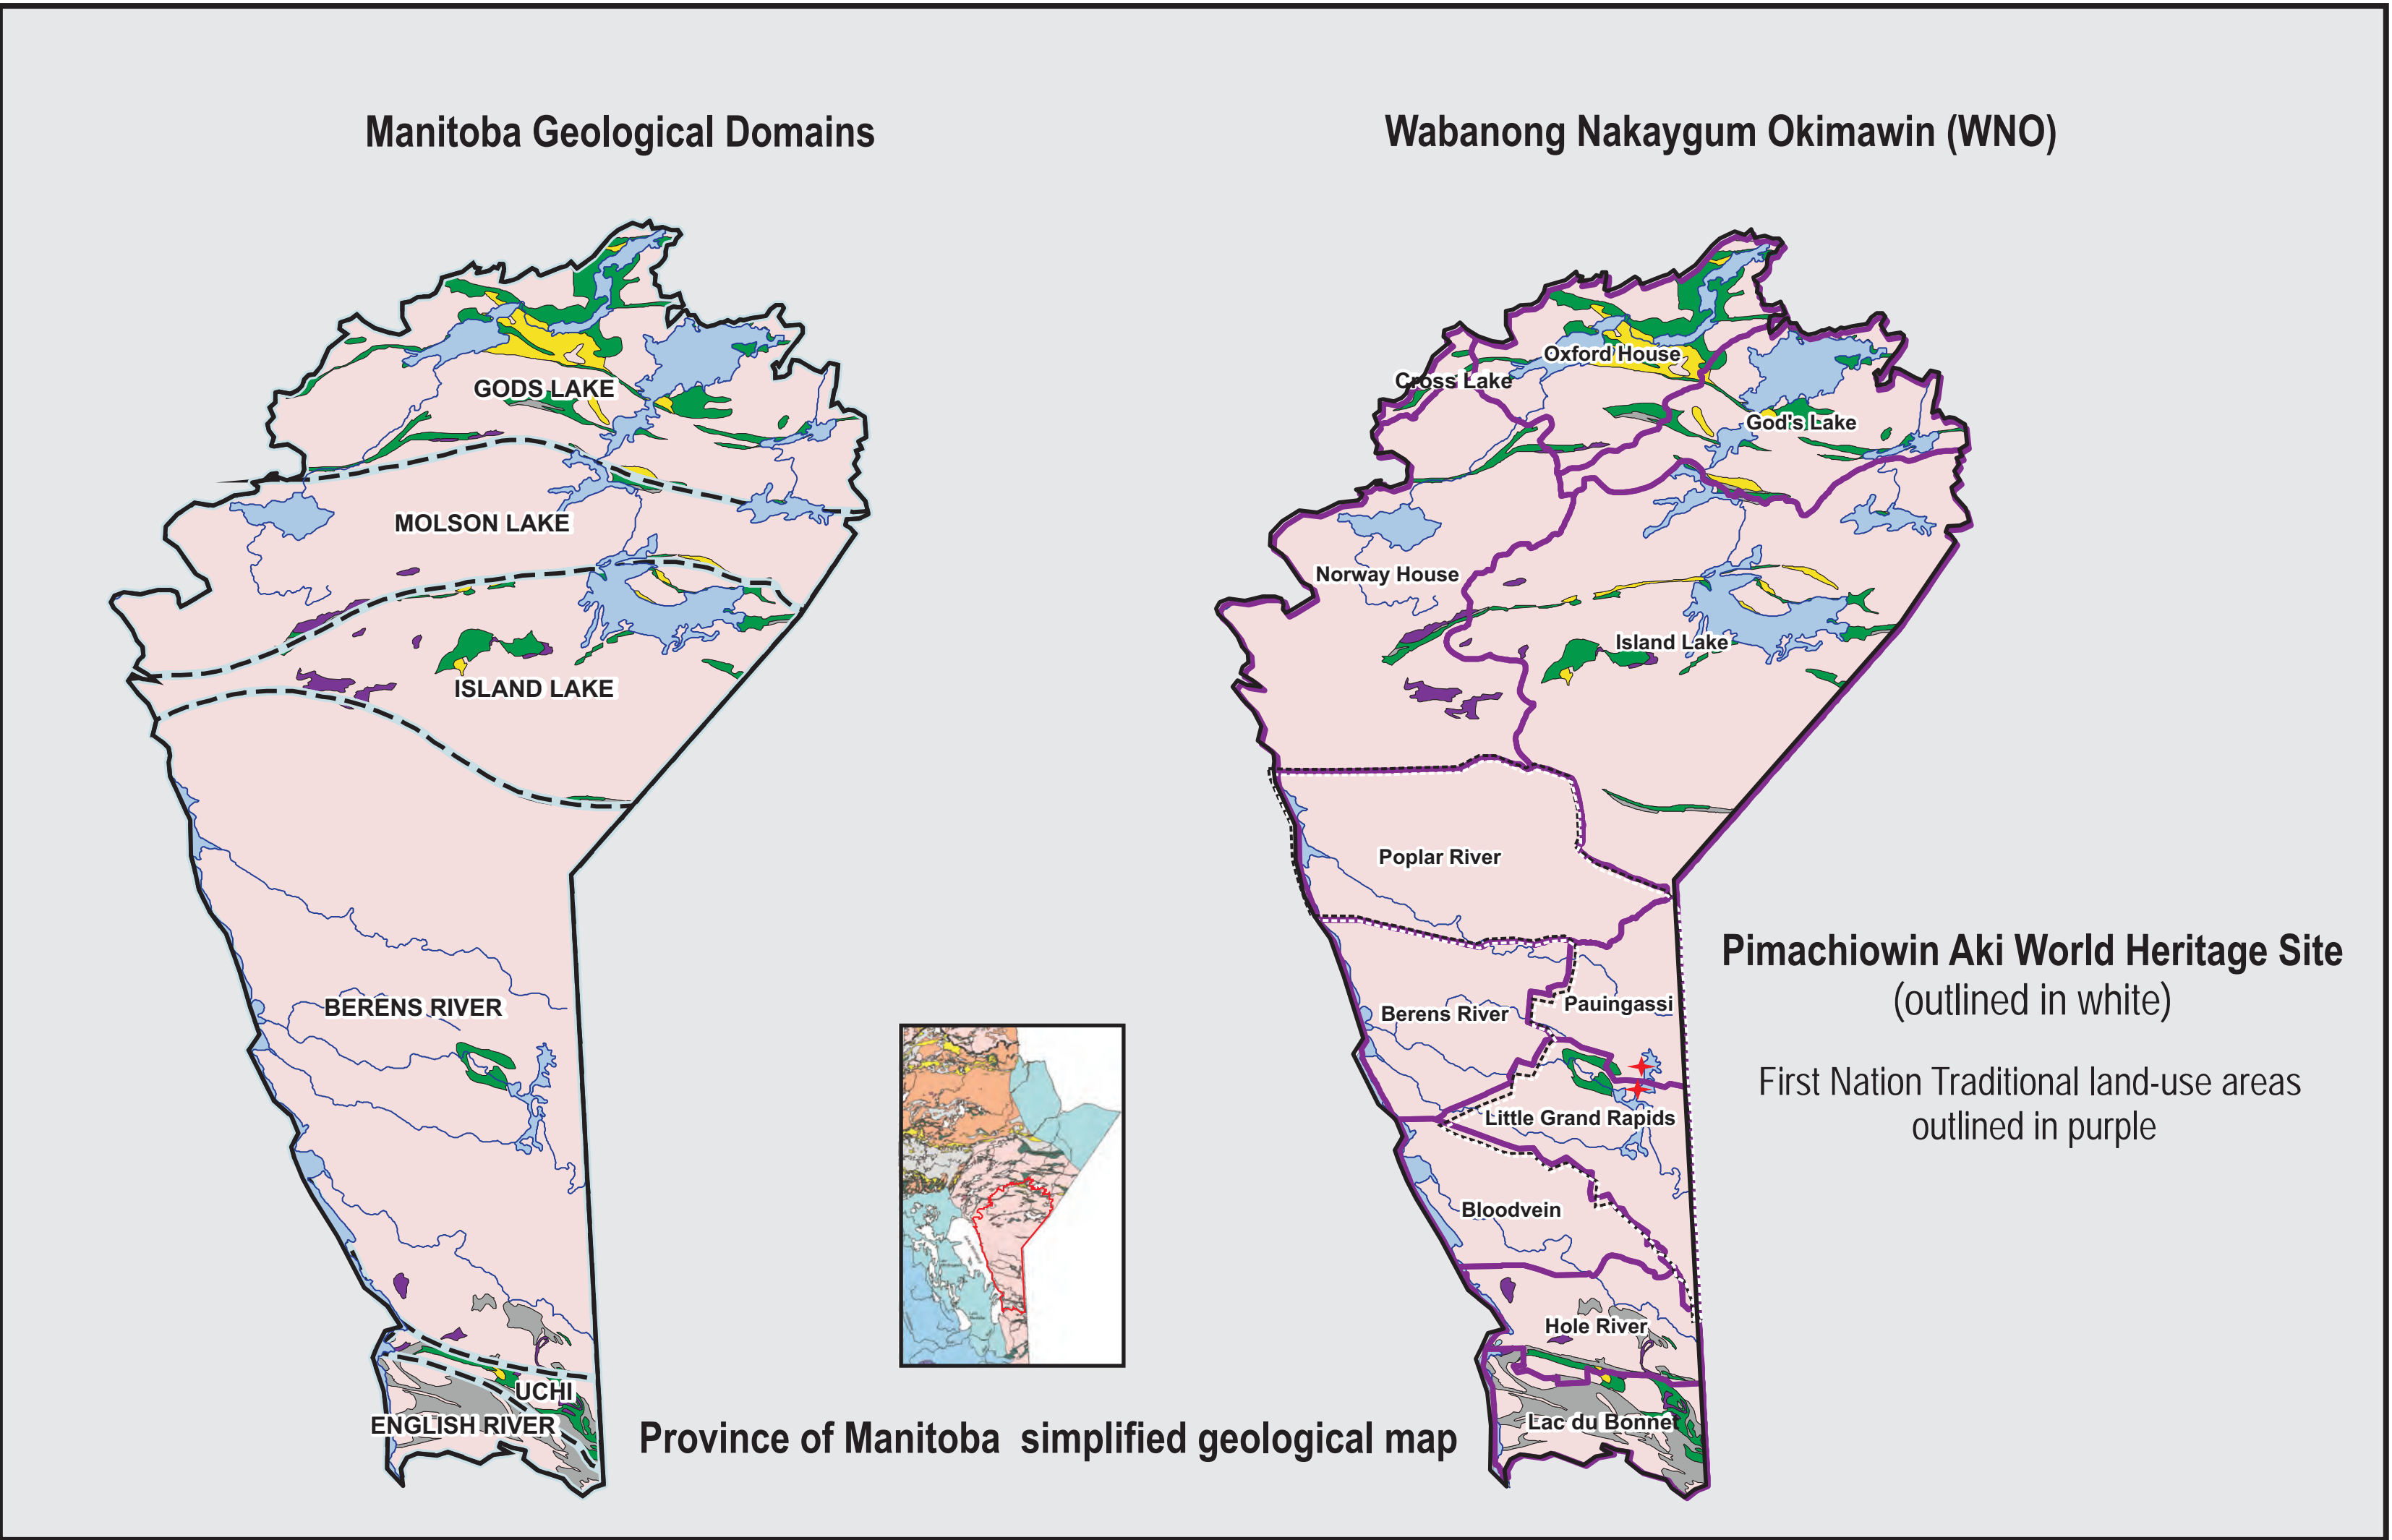 Manitoba Geological Domains
GODS LAKE
MOLSON LAKE
ISLAND LAKE
BERENS RIVER
UCHI
ENGLISH RIVER
Province of Manitoba simplified geological map
Wabanong Nakaygum Okimawin (WNO)
Oxford House
Cross Lake
God's Lake
Norway House
Island Lake
Poplar River
Berens River
Pauingassi
Little Grand Rapids
Bloodvein
Hole River
Lac du Bonnet
Pimachiowin Aki World Heritage Site
(outlined in white)
First Nation Traditional land-use areas
outlined in purple